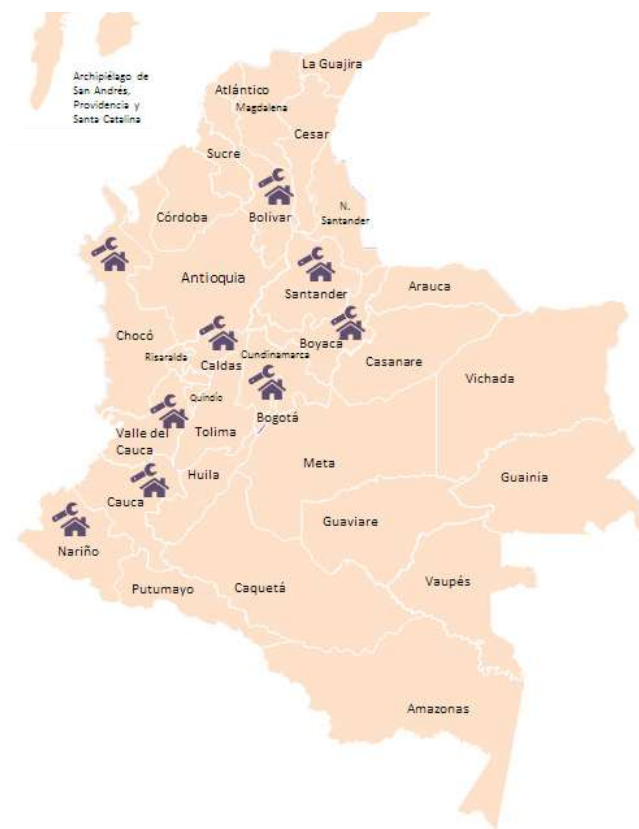 La Guajira
Archipiélago de
San Andrés,
Providencia y
Santa Catalina
Atlántico
Magdalena
Cesar
Sucre
N.
Santander
Córdoba
Bolívar
Antioquia
Santander
Arauca
Chocó
Boyaca
Risaralda
Caldas
Cundinamarca
Casanare
Vichada
Quindío
Bogotá
Valle del
Cauca
Tolima
Meta
Huila
Guainía
Cauca
Guaviare
Nariño
Vaupés
Putumayo
Caquetá
Amazonas